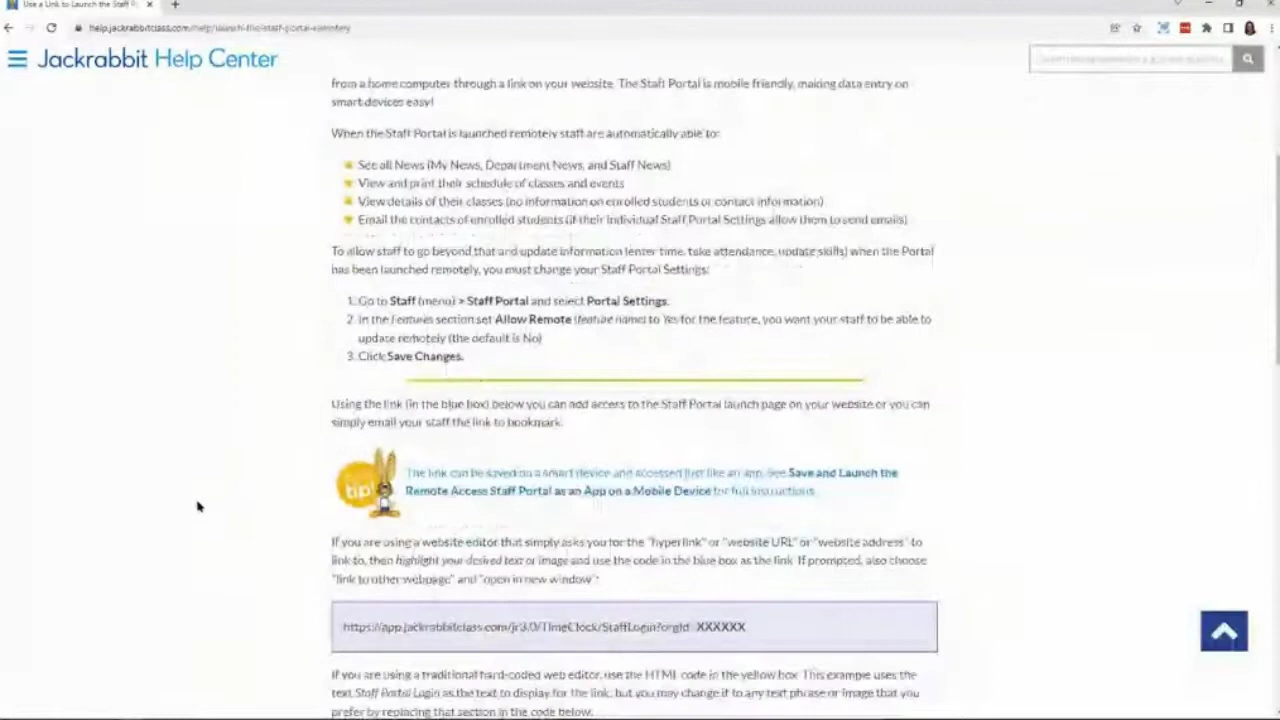 Use a Link to Launch the Staff P
help.jackrabbitclass.com/help/launch-the-staff-portal-remotely
Jackrabbit Help Center
from a home computer through a link on your website. The Staff Portal is mobile friendly, making data entry on
smart devices easy!
When the Staff Portal is launched remotely staff are automatically able to:
See all News (My News, Department News, and Staff News)
View and print their schedule of classes and events
View details of their classes (no information on enrolled students or contact information)
Email the contacts of enrolled students (if their individual Staff Portal Settings allow them to send emails)
To allow staff to go beyond that and update information (enter time, take attendance, update skills) when the Portal
has been launched remotely, you must change your Staff Portal Settings:
1. Go to Staff (menu) > Staff Portal and select Portal Settings.
2. In the Features section set Allow Remote (feature name) to Yes for the feature, you want your staff to be able to
update remotely (the default is No)
3. Click Save Changes.
Using the link (in the blue box) below you can add access to the Staff Portal launch page on your website or you can
simply email your staff the link to bookmark.
tip!
The link can be saved on a smart device and accessed just like an app. See Save and Launch the
Remote Access Staff Portal as an App on a Mobile Device for full instructions.
If you are using a website editor that simply asks you for the "hyperlink" or "website URL" or "website address" to
link to, then highlight your desired text or image and use the code in the blue box as the link. If prompted, also choose
"link to other webpage" and "open in new window":
https://app.jackrabbitclass.com/jr3.0/TimeClock/StaffLogin?orgId=XXXXXX
If you are using a traditional hard-coded web editor, use the HTML code in the yellow box. This example uses the
text Staff Portal Login as the text to display for the link, but you may change it to any text phrase or image that you
prefer by replacing that section in the code below.